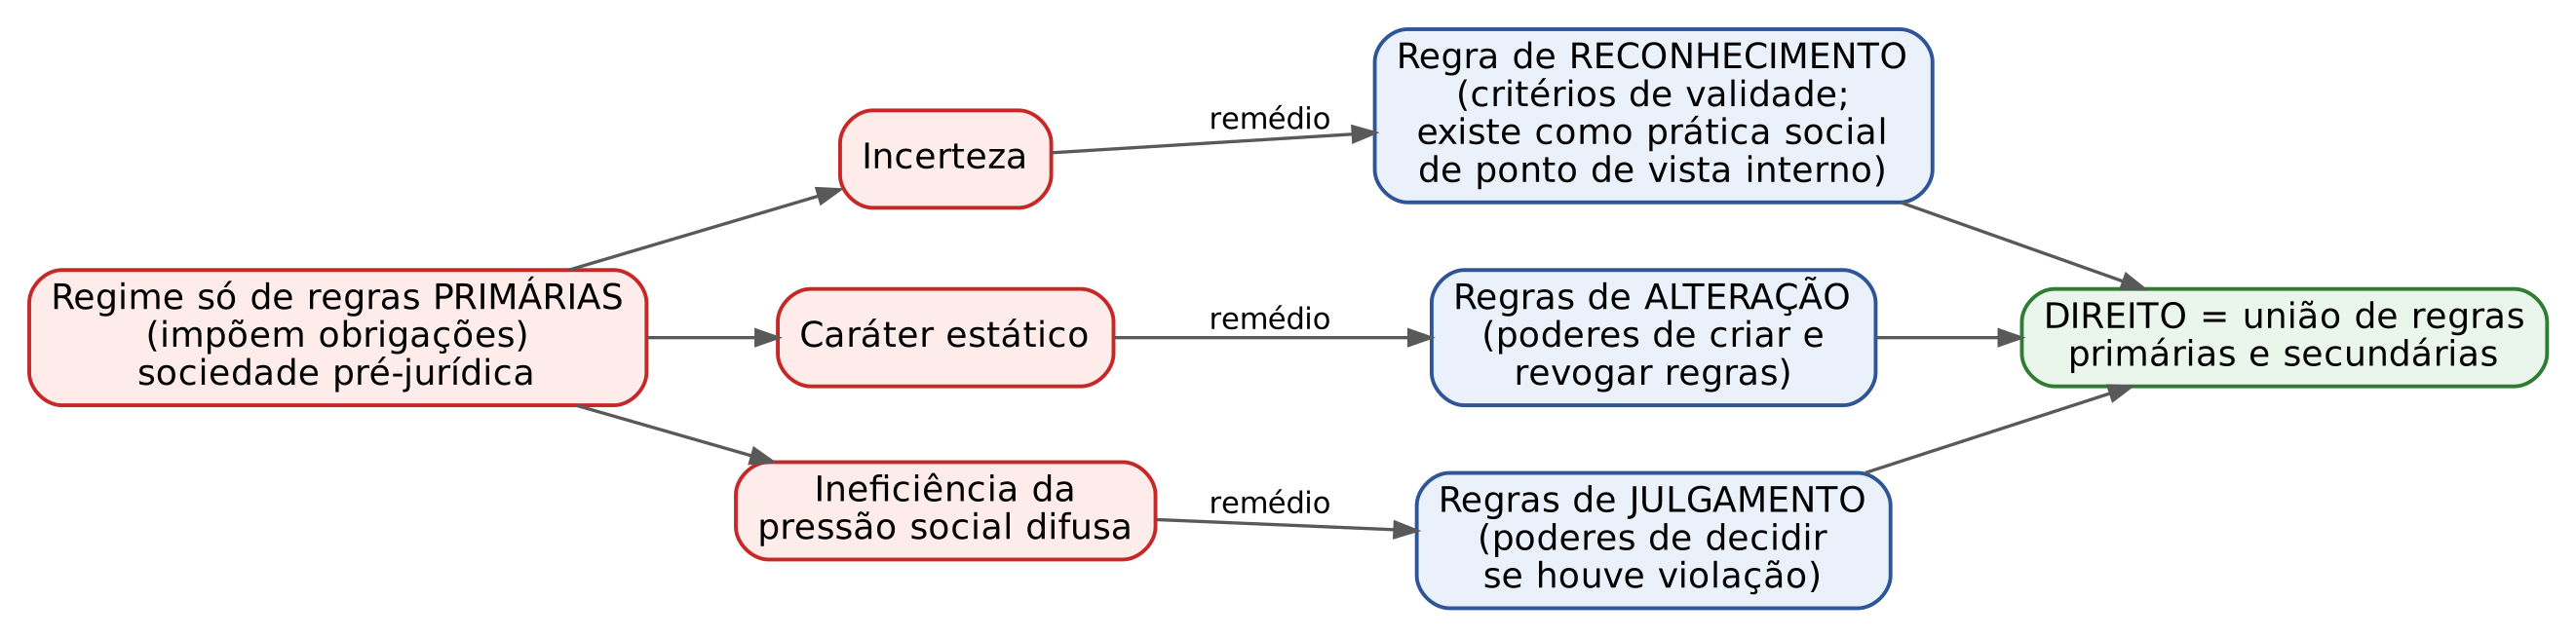 Regime só de regras PRIMÁRIAS
(impõem obrigações)
sociedade pré-jurídica
Incerteza
Caráter estático
Ineficiência da
pressão social difusa
remédio
remédio
remédio
Regra de RECONHECIMENTO
(critérios de validade;
existe como prática social
de ponto de vista interno)
Regras de ALTERAÇÃO
(poderes de criar e
revogar regras)
Regras de JULGAMENTO
(poderes de decidir
se houve violação)
DIREITO = união de regras
primárias e secundárias